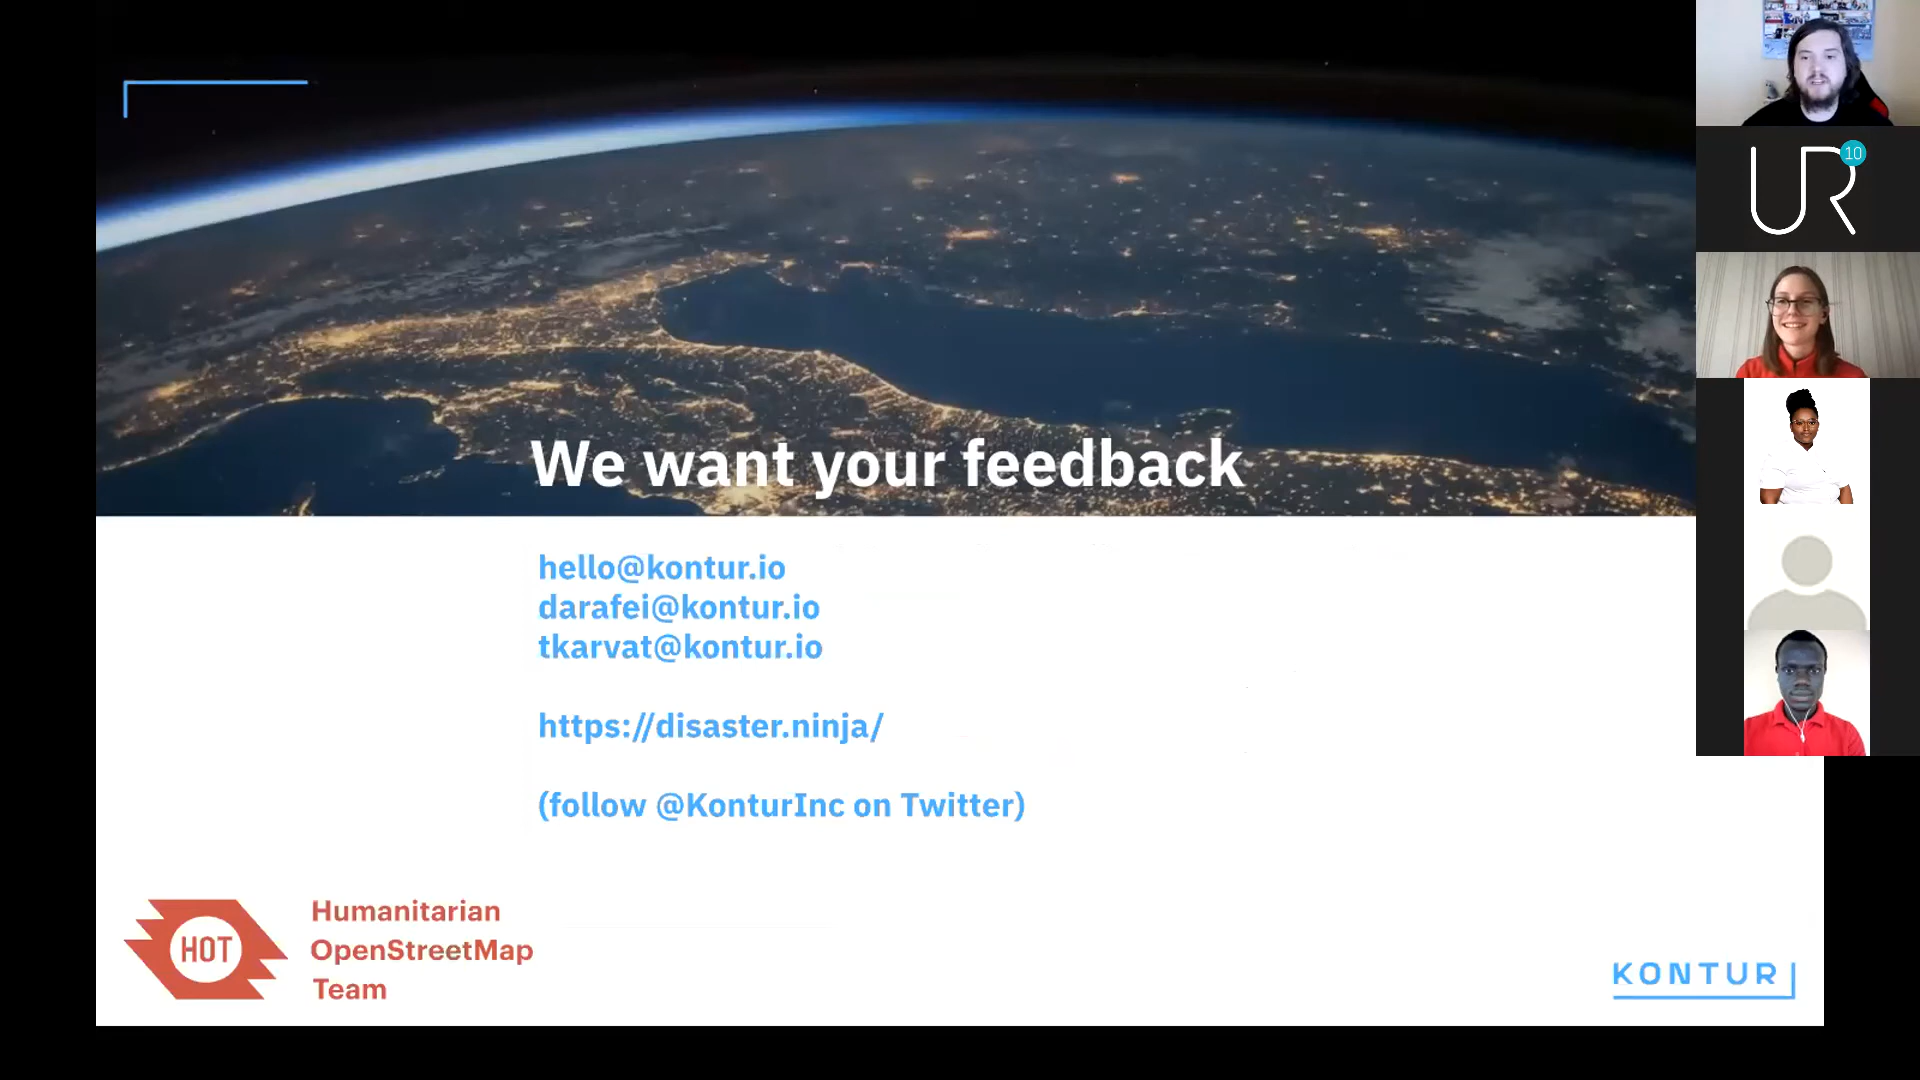 We want your feedback
hello@kontur.io
darafei@kontur.io
tkarvat@kontur.io
https://disaster.ninja/
(follow @KonturInc on Twitter)
HOT
Humanitarian
OpenStreetMap
Team
KONTUR
UR
10